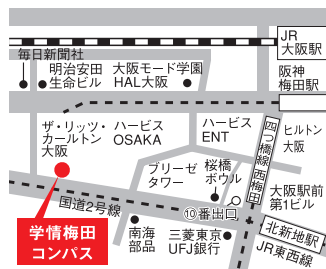 JR
大阪駅
毎日新聞社
明治安田
生命ビル
大阪モード学園
HAL大阪
阪神
梅田駅
ザ・リッツ・
カールトン
大阪
ハービス
OSAKA
ハービス
ENT
四つ橋線 西梅田
ヒルトン
大阪
ブリーゼ
タワー
桜橋
ボウル
大阪駅前
第1ビル
国道2号線
⑩番出口
北新地駅
JR東西線
学情梅田
コンパス
南海
部品
三菱東京
UFJ銀行